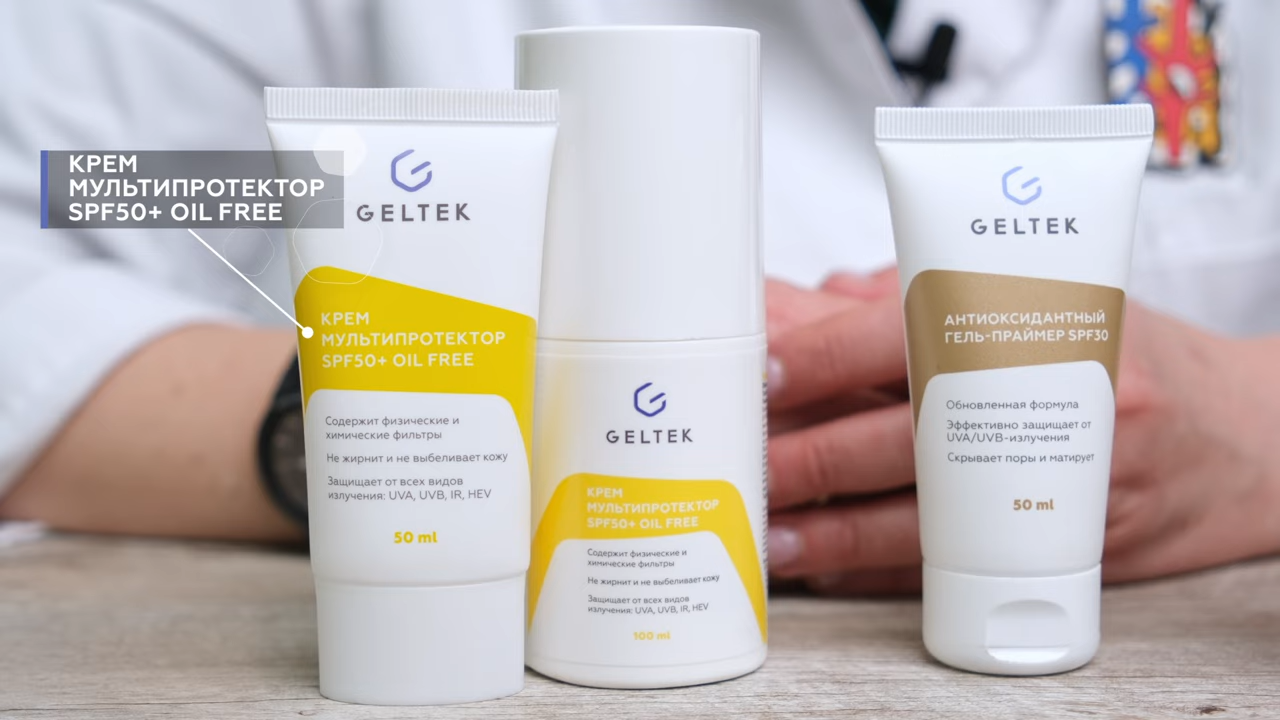 КРЕМ
МУЛЬТИПРОТЕКТОР
SPF50+ OIL FREE
GELTEK
КРЕМ
МУЛЬТИПРОТЕКТОР
SPF50+ OIL FREE
Содержит физические и
химические фильтры
Не жирнит и не выбеливает кожу
Защищает от всех видов
излучения: UVA, UVB, IR, HEV
50 ml
GELTEK
КРЕМ
МУЛЬТИПРОТЕКТОР
SPF50+ OIL FREE
Содержит физические и
химические фильтры
Не жирнит и не выбеливает кожу
Защищает от всех видов
излучения: UVA, UVB, IR, HEV
100 ml
GELTEK
АНТИОКСИДАНТНЫЙ
ГЕЛЬ-ПРАЙМЕР SPF30
Обновленная формула
Эффективно защищает от
UVA/UVB-излучения
Скрывает поры и матирует
50 ml